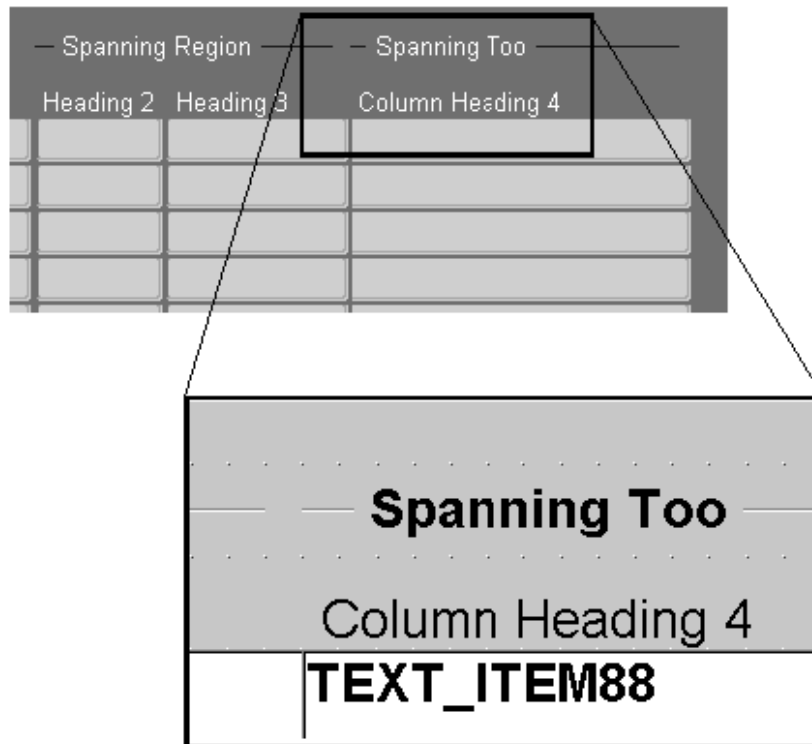 Spanning Region Spanning Too
Heading 2 Heading 3 Column Heading 4
Spanning Too
Column Heading 4
TEXT_ITEM88